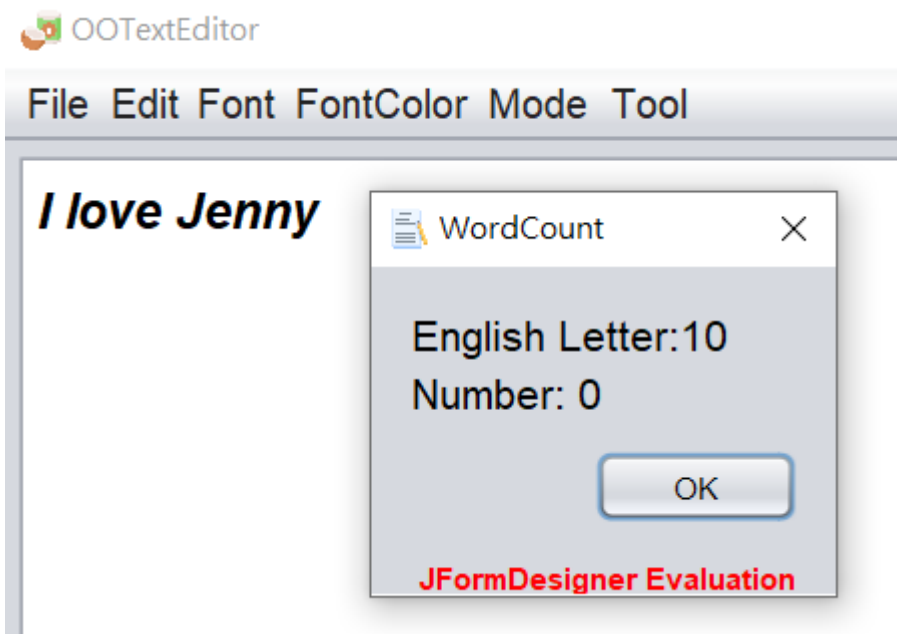 OOTextEditor
File Edit Font FontColor Mode Tool
I love Jenny
WordCount
English Letter:10
Number: 0
OK
JFormDesigner Evaluation